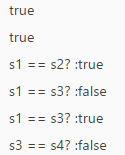 true
true
s1 == s2? :true
s1 == s3? :false
s1 == s3? :true
s3 == s4? :false